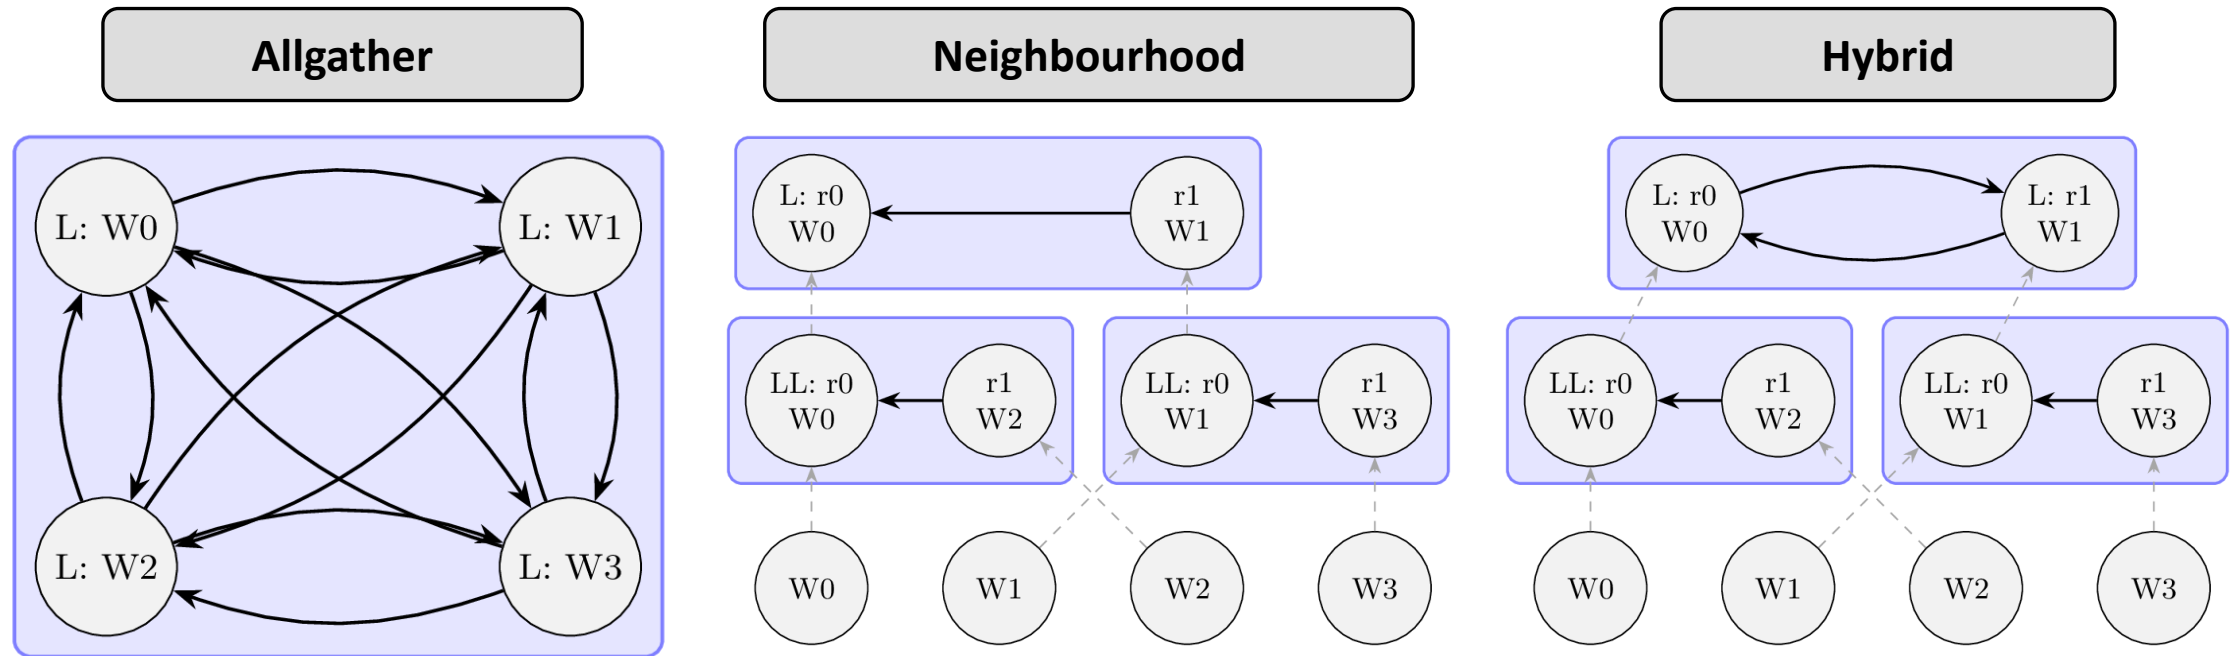 Allgather
Neighbourhood
Hybrid
L: W0
L: W1
L: W2
L: W3
L: r0
W0
r1
W1
LL: r0
W0
r1
W2
LL: r0
W1
r1
W3
W0
W1
W2
W3
L: r0
W0
L: r1
W1
LL: r0
W0
r1
W2
LL: r0
W1
r1
W3
W0
W1
W2
W3